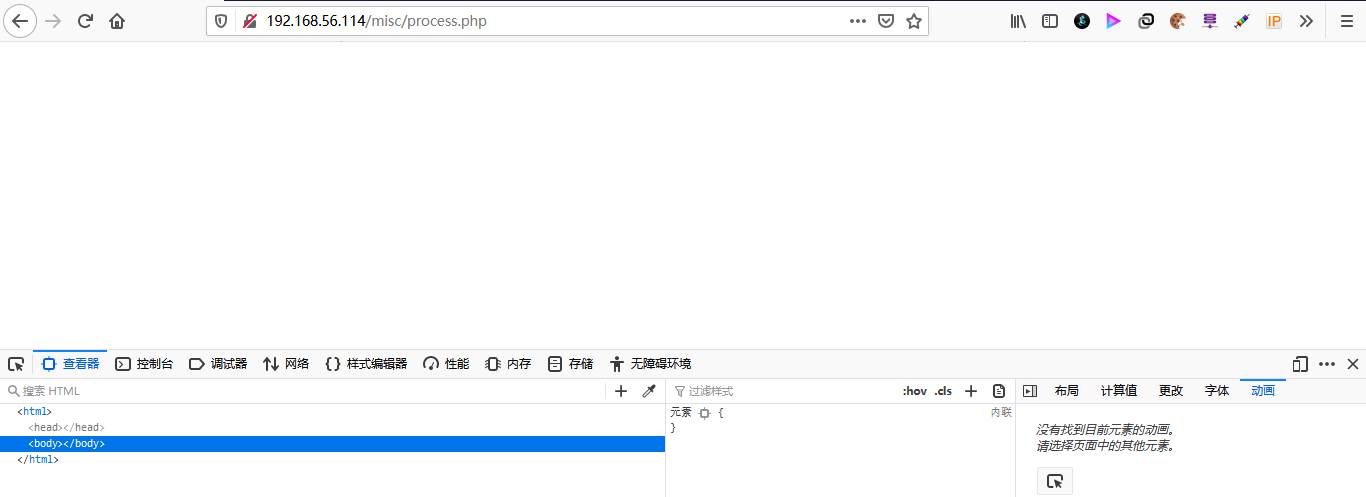 192.168.56.114/misc/process.php
IP
查看器 控制台 调试器 网络 {} 样式编辑器 性能 内存 存储 无障碍环境
搜索 HTML + 过滤样式 :hov .cls + 布局 计算值 更改 字体 动画
<html>
<head></head>
<body></body>
</html>
元素 { 内联
}
没有找到目前元素的动画。
请选择页面中的其他元素。